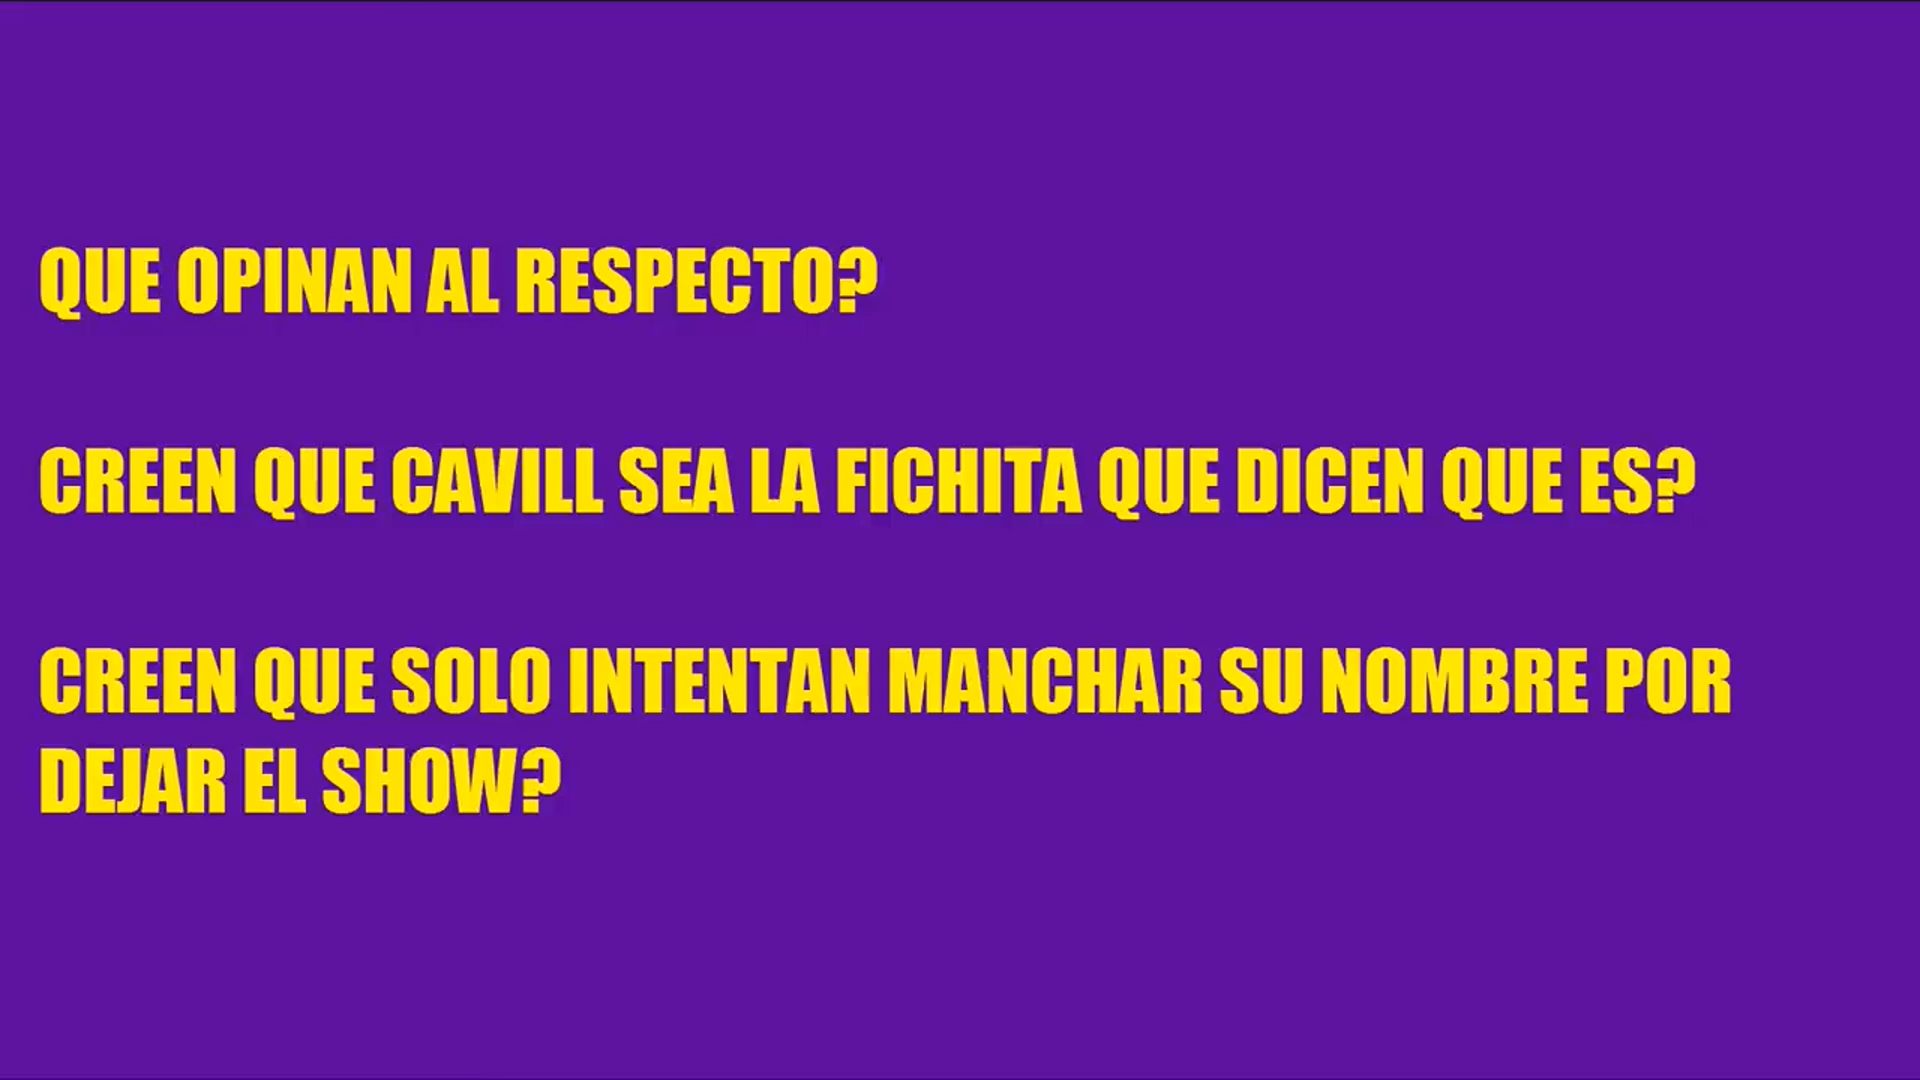 QUE OPINAN AL RESPECTO?
CREEN QUE CAVILL SEA LA FICHITA QUE DICEN QUE ES?
CREEN QUE SOLO INTENTAN MANCHAR SU NOMBRE POR
DEJAR EL SHOW?